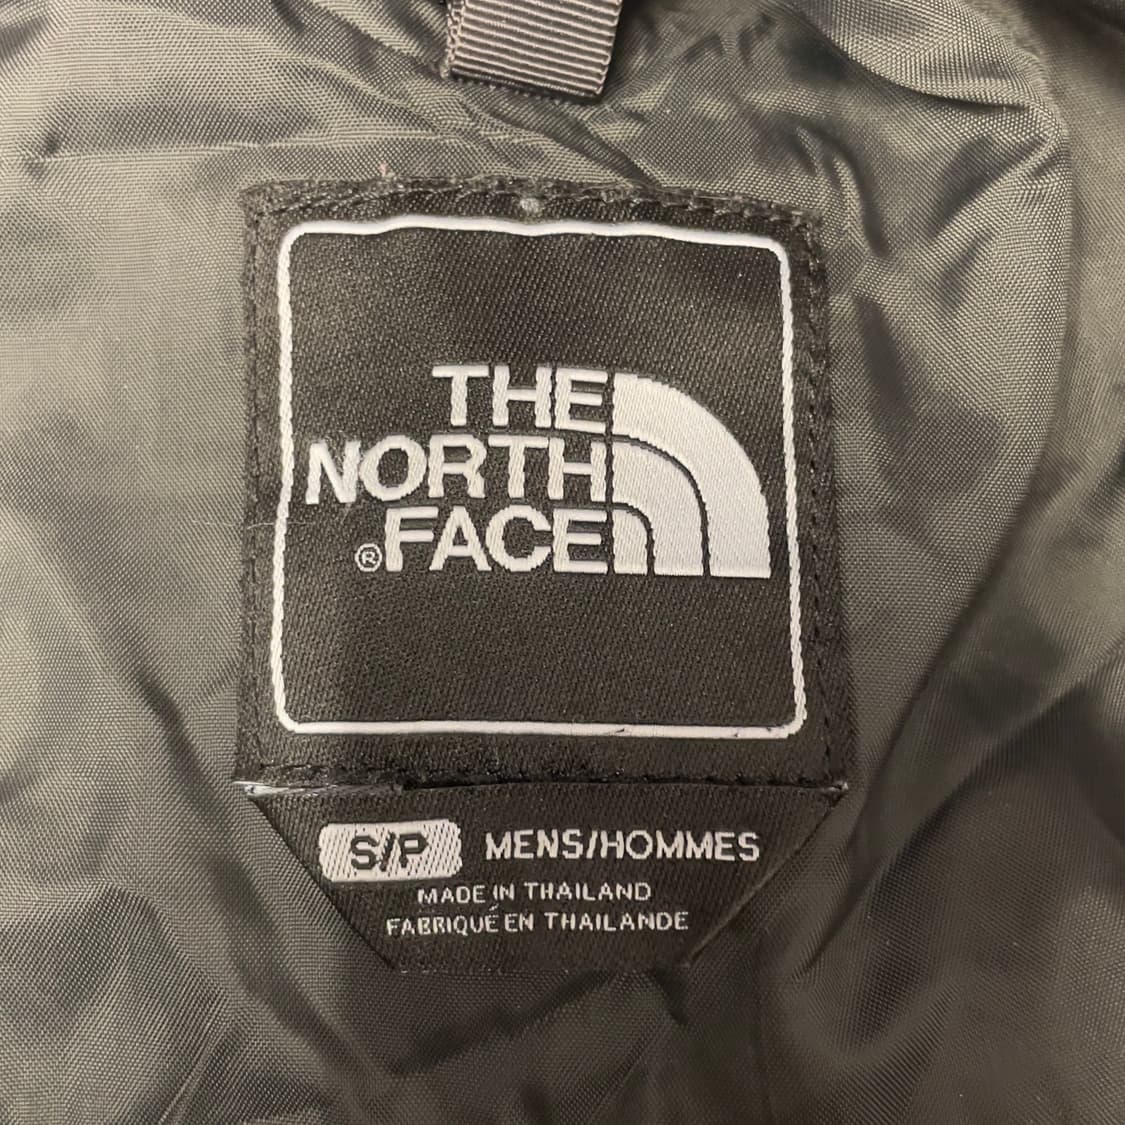 THE
NORTH
®FACE
S/P MENS/HOMMES
MADE IN THAILAND
FABRIQUÉ EN THAILANDE